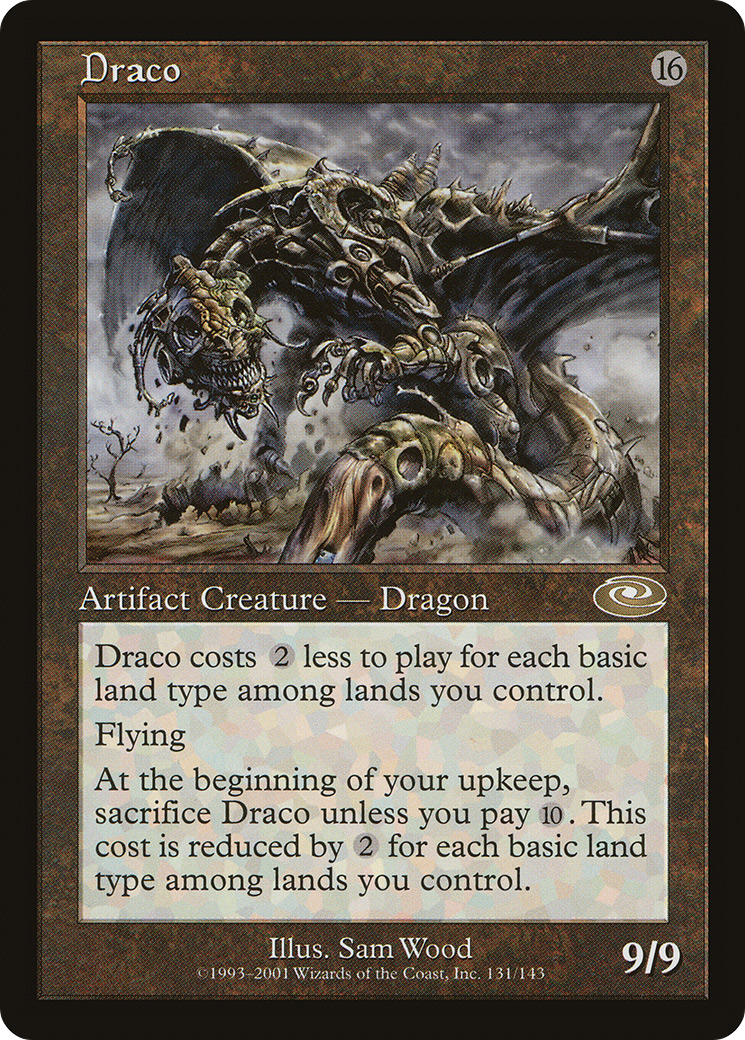 Draco 16
Artifact Creature — Dragon
Draco costs 2 less to play for each basic
land type among lands you control.
Flying
At the beginning of your upkeep,
sacrifice Draco unless you pay 10. This
cost is reduced by 2 for each basic land
type among lands you control.
Illus. Sam Wood
9/9
©1993–2001 Wizards of the Coast, Inc. 131/143